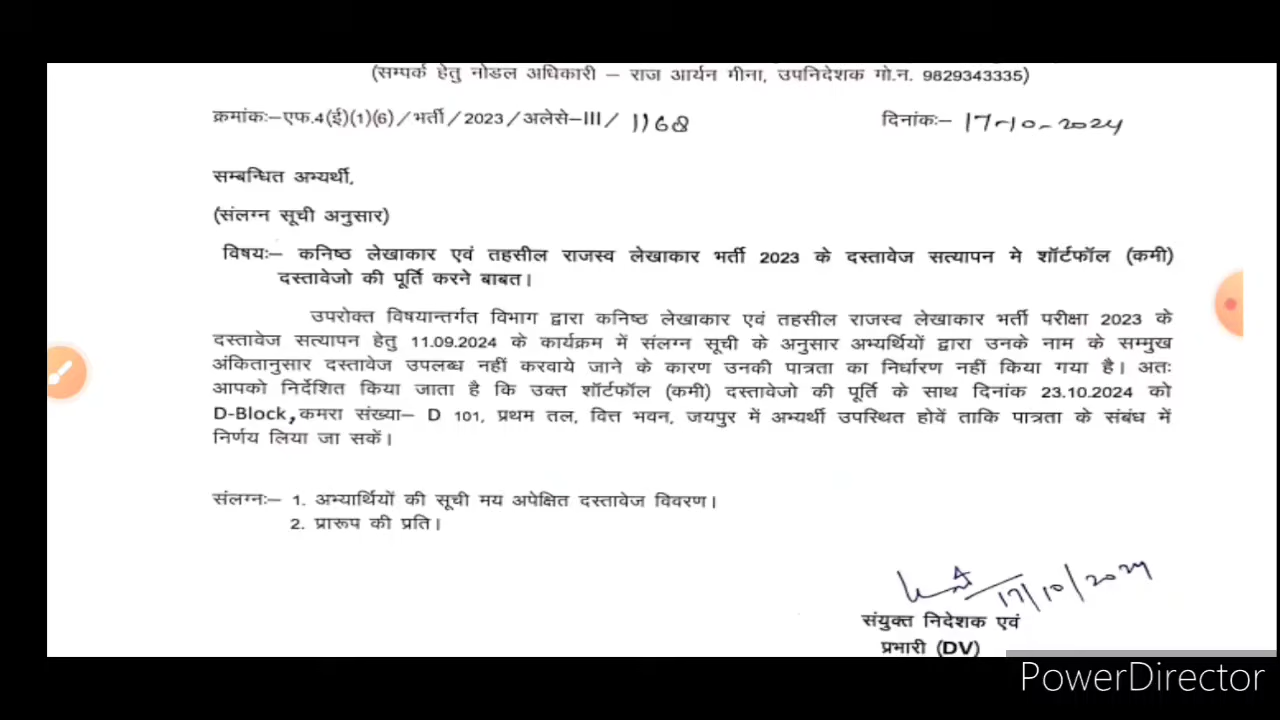 (सम्पर्क हेतु नोडल अधिकारी – राज आर्यन गीना, उपनिदेशक गो.न. 9829343335)
क्रमांकः–एफ.4(ई)(1)(6)/भर्ती/2023/अलेसे–III/ 1168 दिनांकः– 17-10-2024
सम्बन्धित अभ्यर्थी,
(संलग्न सूची अनुसार)
विषयः– कनिष्ठ लेखाकार एवं तहसील राजस्व लेखाकार भर्ती 2023 के दस्तावेज सत्यापन मे शॉर्टफॉल (कमी)
दस्तावेजो की पूर्ति करने बाबत।
उपरोक्त विषयान्तर्गत विभाग द्वारा कनिष्ठ लेखाकार एवं तहसील राजस्व लेखाकार भर्ती परीक्षा 2023 के
दस्तावेज सत्यापन हेतु 11.09.2024 के कार्यक्रम में संलग्न सूची के अनुसार अभ्यर्थियों द्वारा उनके नाम के सम्मुख
अंकितानुसार दस्तावेज उपलब्ध नहीं करवाये जाने के कारण उनकी पात्रता का निर्धारण नहीं किया गया है। अतः
आपको निर्देशित किया जाता है कि उक्त शॉर्टफॉल (कमी) दस्तावेजो की पूर्ति के साथ दिनांक 23.10.2024 को
D-Block, कमरा संख्या– D 101, प्रथम तल, वित्त भवन, जयपुर में अभ्यर्थी उपस्थित होवें ताकि पात्रता के संबंध में
निर्णय लिया जा सकें।
संलग्नः– 1. अभ्यार्थियों की सूची मय अपेक्षित दस्तावेज विवरण।
2. प्रारूप की प्रति।
17/10/2024
संयुक्त निदेशक एवं
प्रभारी (DV)
PowerDirector